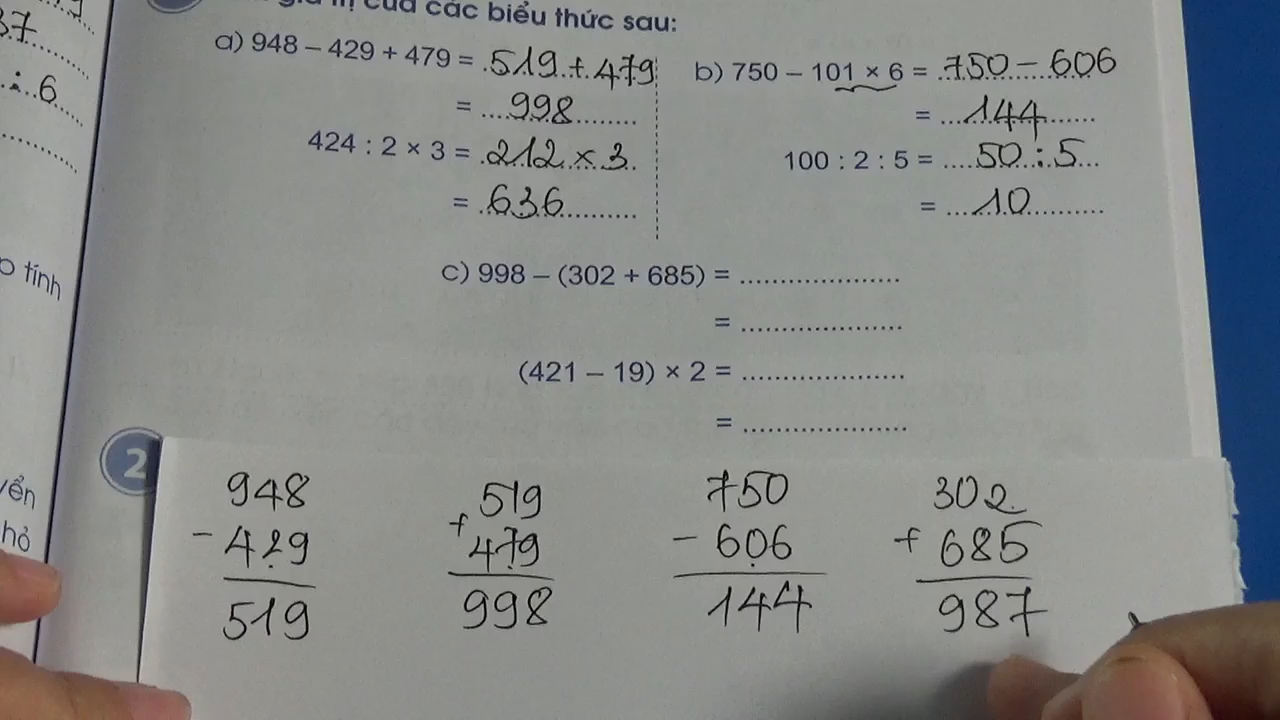 37
: 6
giá trị của các biểu thức sau:
a) 948 – 429 + 479 = 519 + 479
= 998
424 : 2 × 3 = 212 × 3
= 636
b) 750 – 101 × 6 = 750 – 606
= 144
100 : 2 : 5 = 50 : 5
= 10
tính
c) 998 – (302 + 685) = ....................
= ....................
(421 – 19) × 2 = ....................
= ....................
2
948
- 429
519
519
+ 479
998
750
- 606
144
302
+ 685
987